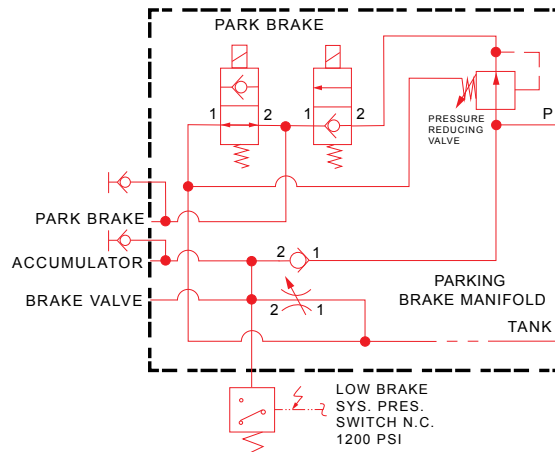 PARK BRAKE
1 2 1 2
PRESSURE
REDUCING
VALVE
P
PARK BRAKE
ACCUMULATOR
2 1
BRAKE VALVE
2 1
PARKING
BRAKE MANIFOLD
TANK
LOW BRAKE
SYS. PRES.
SWITCH N.C.
1200 PSI